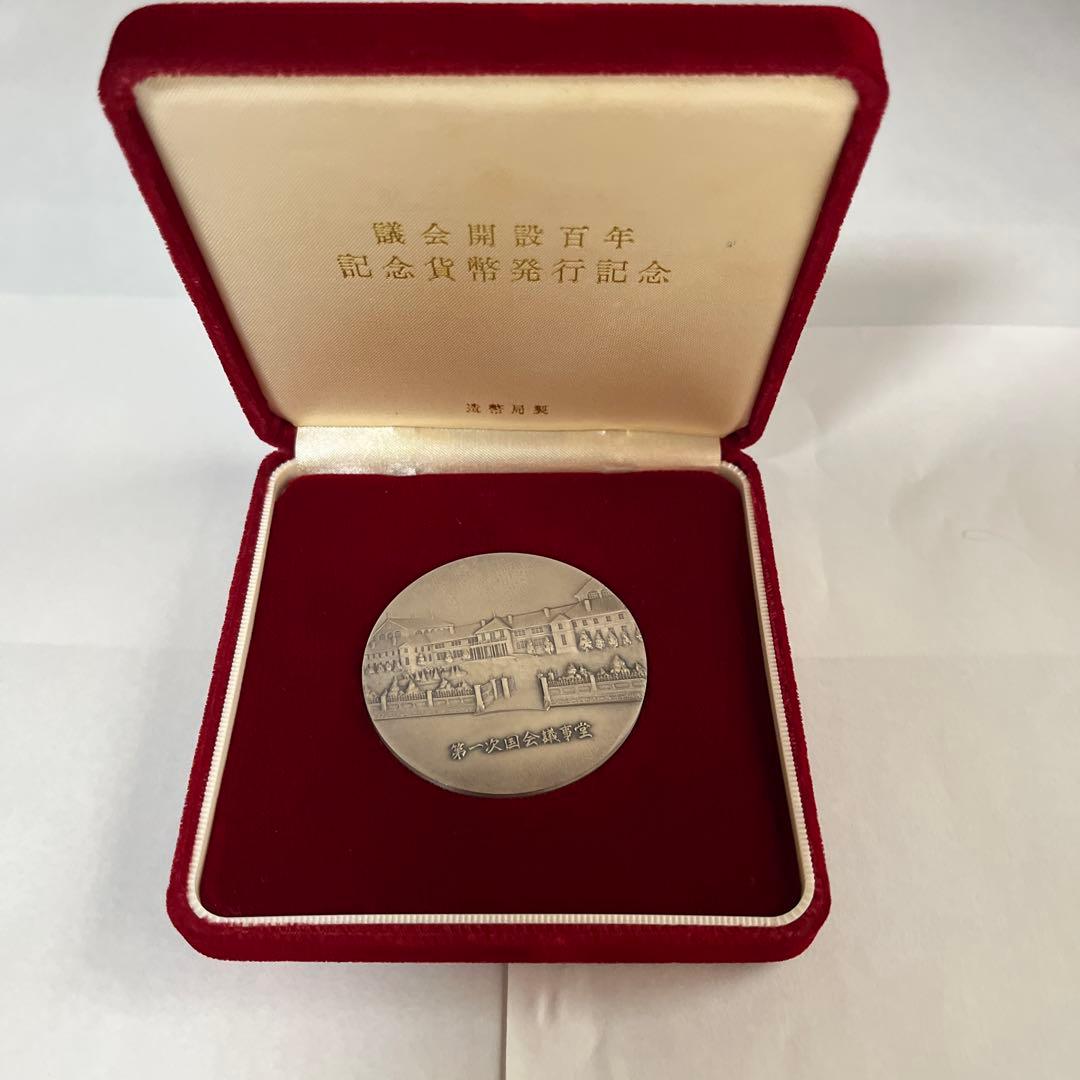 議会開設百年
記念貨幣発行記念
造幣局製
第一次国会議事堂